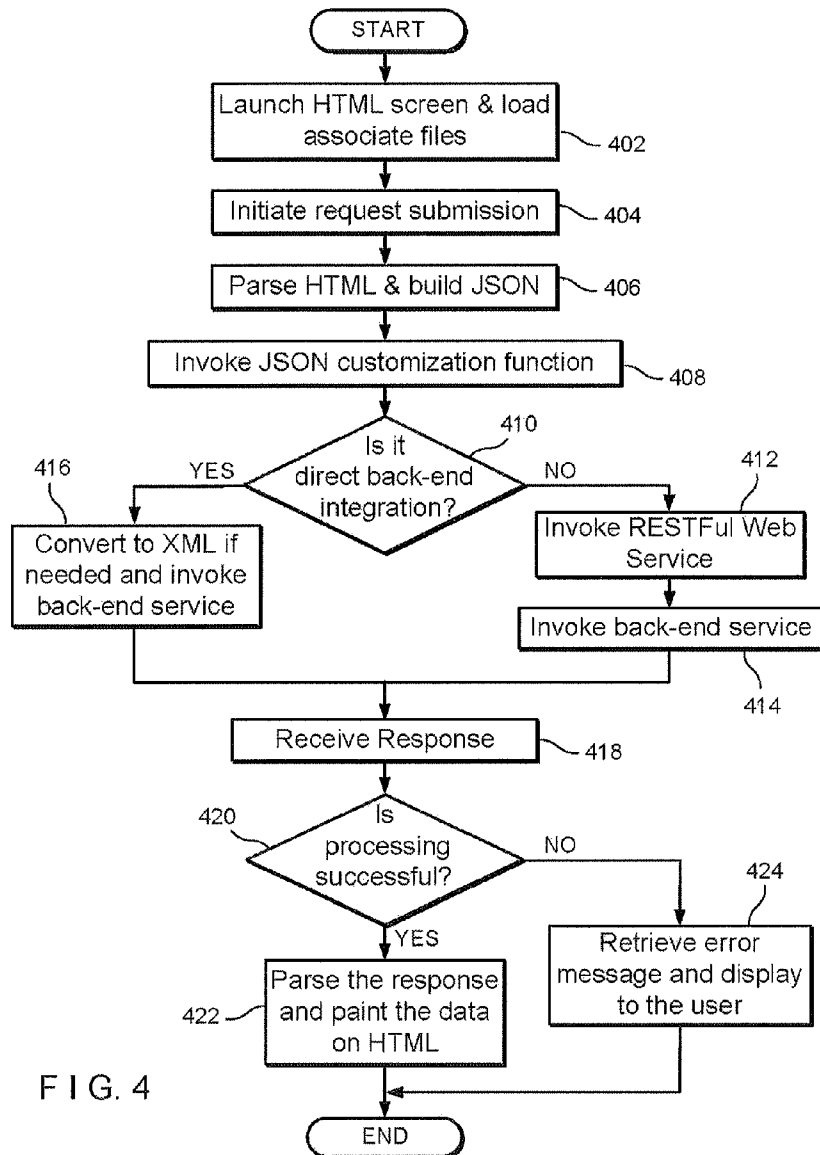 START
Launch HTML screen & load
associate files
402
Initiate request submission
404
Parse HTML & build JSON
406
Invoke JSON customization function
408
410
Is it
direct back-end
integration?
YES
NO
416
Convert to XML if
needed and invoke
back-end service
412
Invoke RESTFul Web
Service
Invoke back-end service
414
Receive Response
418
420
Is
processing
successful?
NO
YES
424
Retrieve error
message and display
to the user
Parse the response
and paint the data
on HTML
422
FIG. 4
END